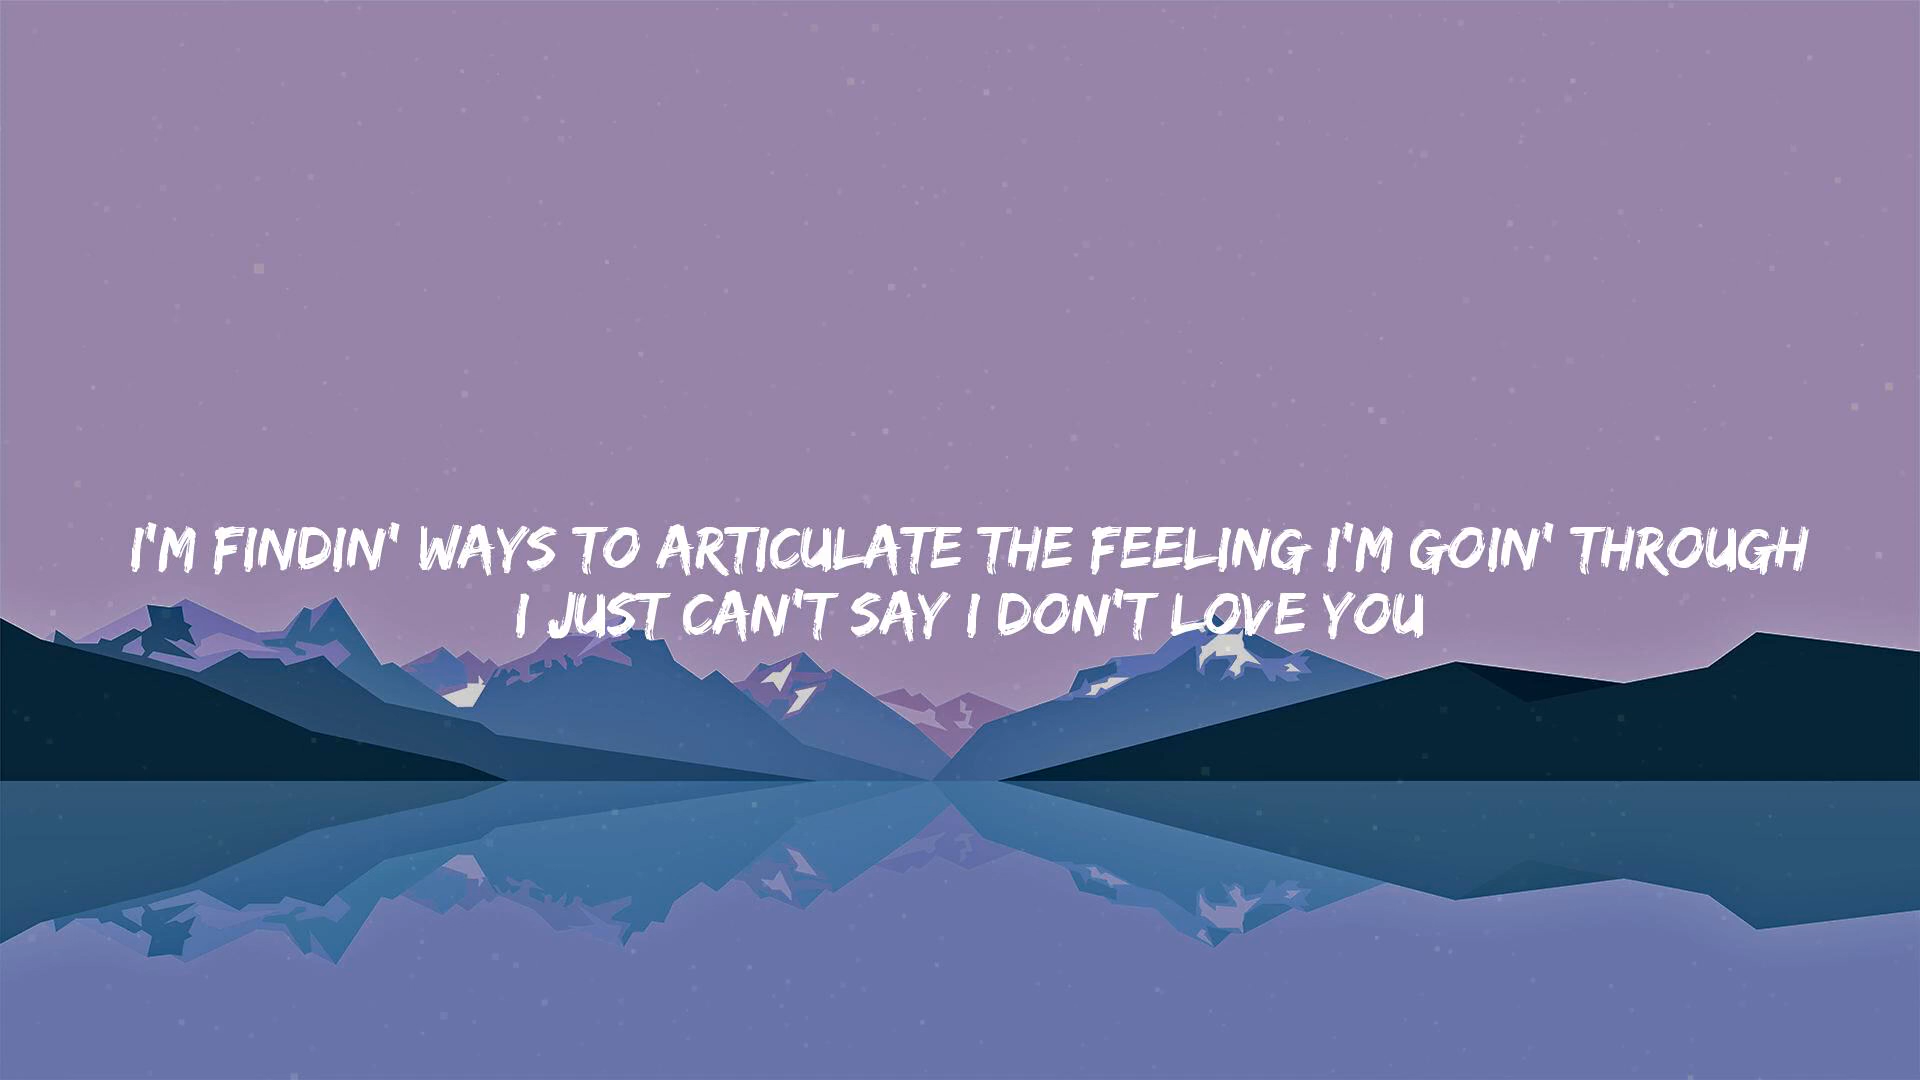 I'M FINDIN' WAYS TO ARTICULATE THE FEELING I'M GOIN' THROUGH
I JUST CAN'T SAY I DON'T LOVE YOU